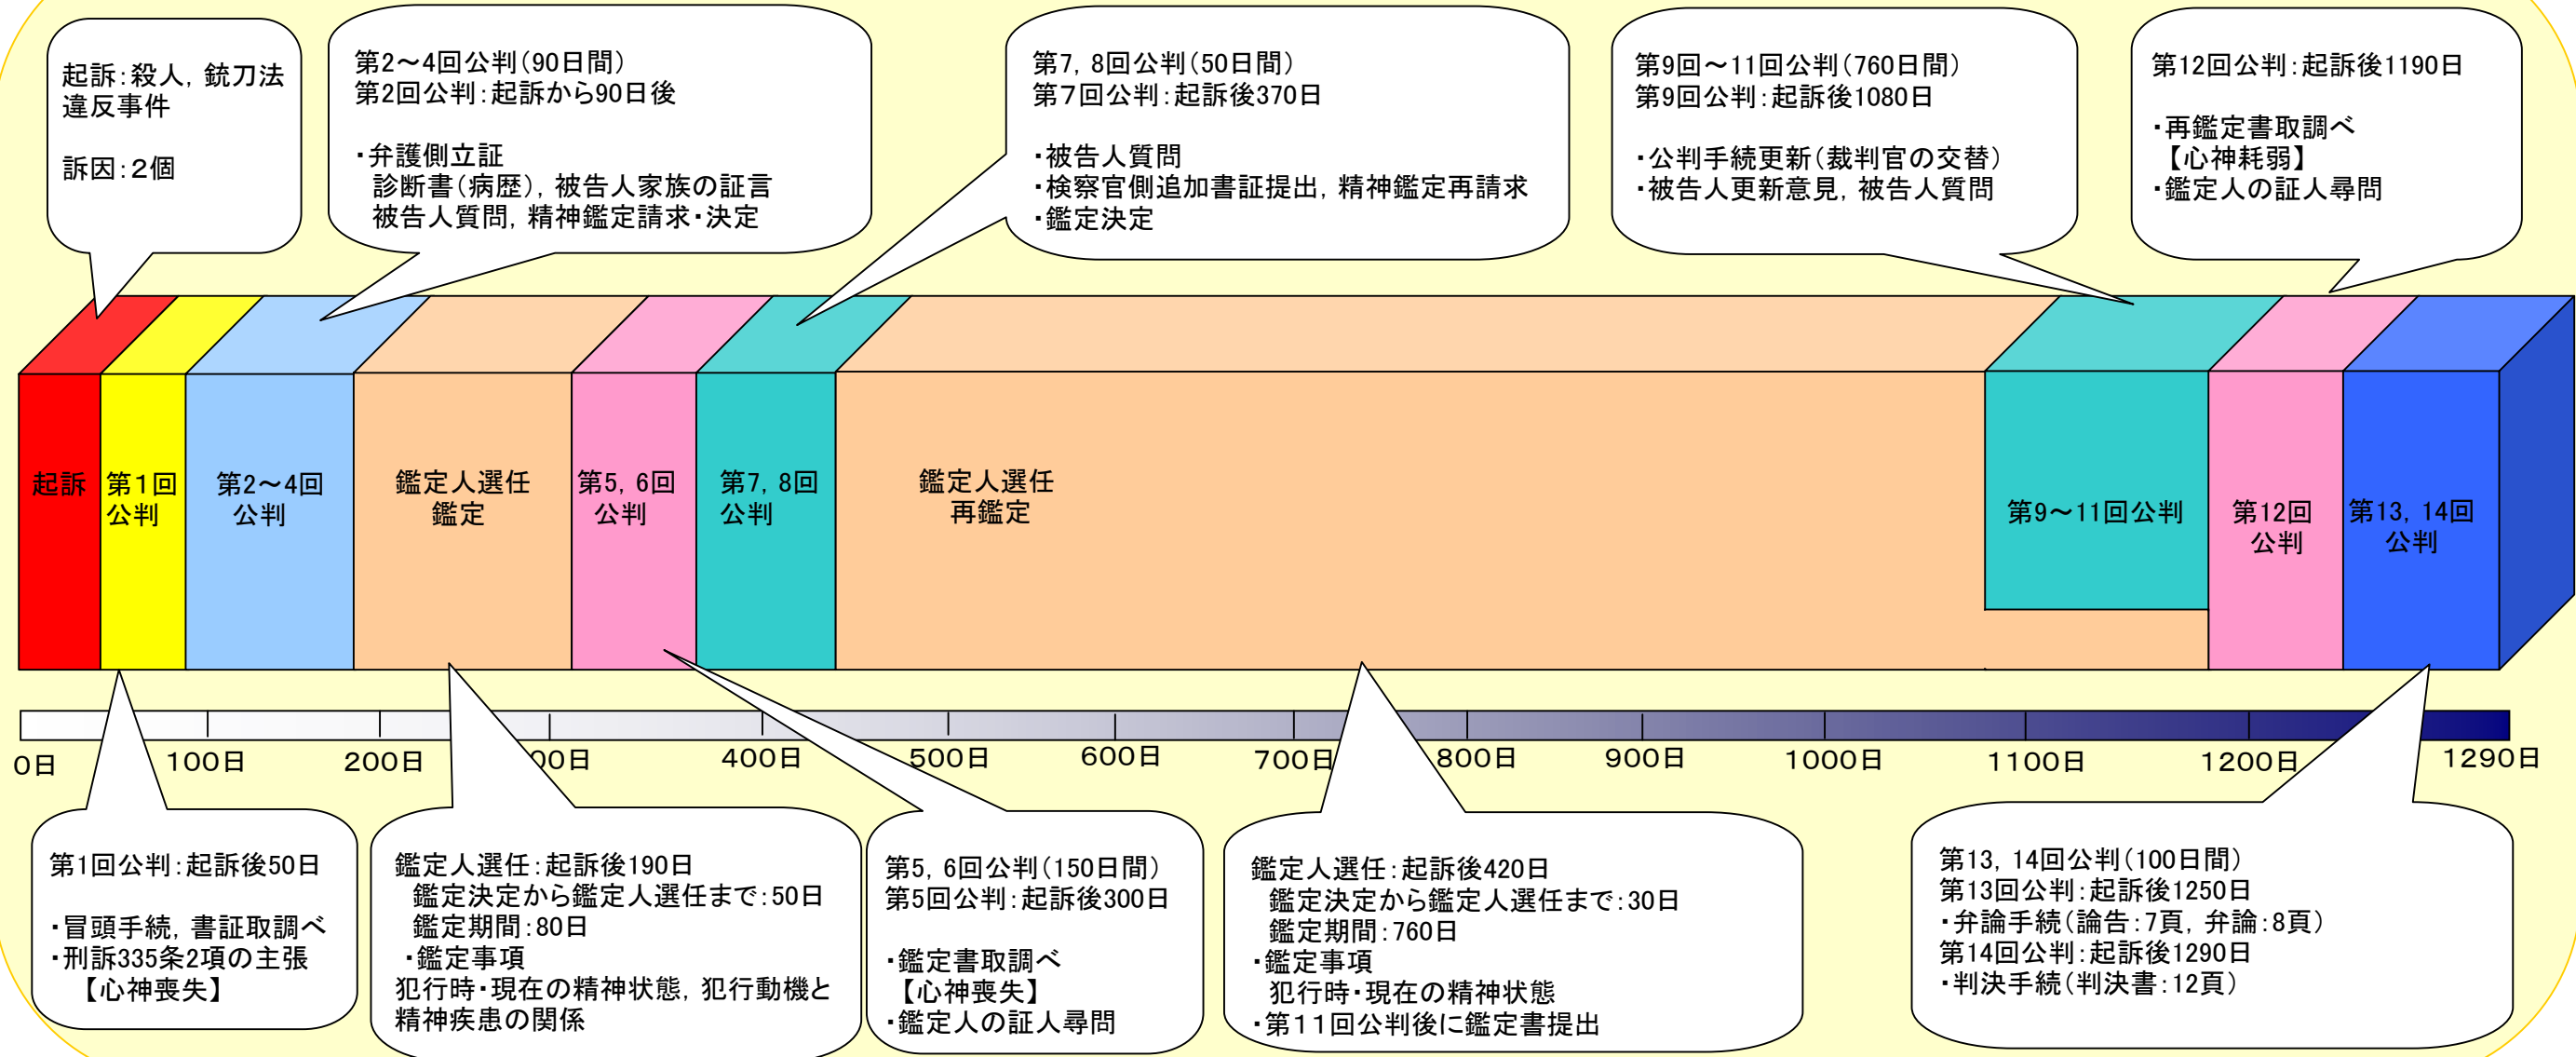 起訴：殺人，銃刀法
違反事件
訴因：２個
第2～4回公判（90日間）
第2回公判：起訴から90日後
・弁護側立証
診断書（病歴），被告人家族の証言
被告人質問，精神鑑定請求・決定
第7，8回公判（50日間）
第７回公判：起訴後370日
・被告人質問
・検察官側追加書証提出，精神鑑定再請求
・鑑定決定
第9回～11回公判（760日間）
第9回公判：起訴後1080日
・公判手続更新（裁判官の交替）
・被告人更新意見，被告人質問
第12回公判：起訴後1190日
・再鑑定書取調べ
【心神耗弱】
・鑑定人の証人尋問
起訴
第１回
公判
第2～4回
公判
鑑定人選任
鑑定
第5，6回
公判
第7，8回
公判
鑑定人選任
再鑑定
第9～11回公判
第12回
公判
第13，14回
公判
０日
１００日
２００日
００日
４００日
５００日
６００日
７００日
８００日
９００日
１０００日
１１００日
１２００日
１２９０日
第1回公判：起訴後50日
・冒頭手続，書証取調べ
・刑訴335条2項の主張
【心神喪失】
鑑定人選任：起訴後190日
鑑定決定から鑑定人選任まで：50日
鑑定期間：80日
・鑑定事項
犯行時・現在の精神状態，犯行動機と
精神疾患の関係
第5，6回公判（150日間）
第5回公判：起訴後300日
・鑑定書取調べ
【心神喪失】
・鑑定人の証人尋問
鑑定人選任：起訴後420日
鑑定決定から鑑定人選任まで：30日
鑑定期間：760日
・鑑定事項
犯行時・現在の精神状態
・第１１回公判後に鑑定書提出
第13，14回公判（100日間）
第13回公判：起訴後1250日
・弁論手続（論告：7頁，弁論：8頁）
第14回公判：起訴後1290日
・判決手続（判決書：12頁）